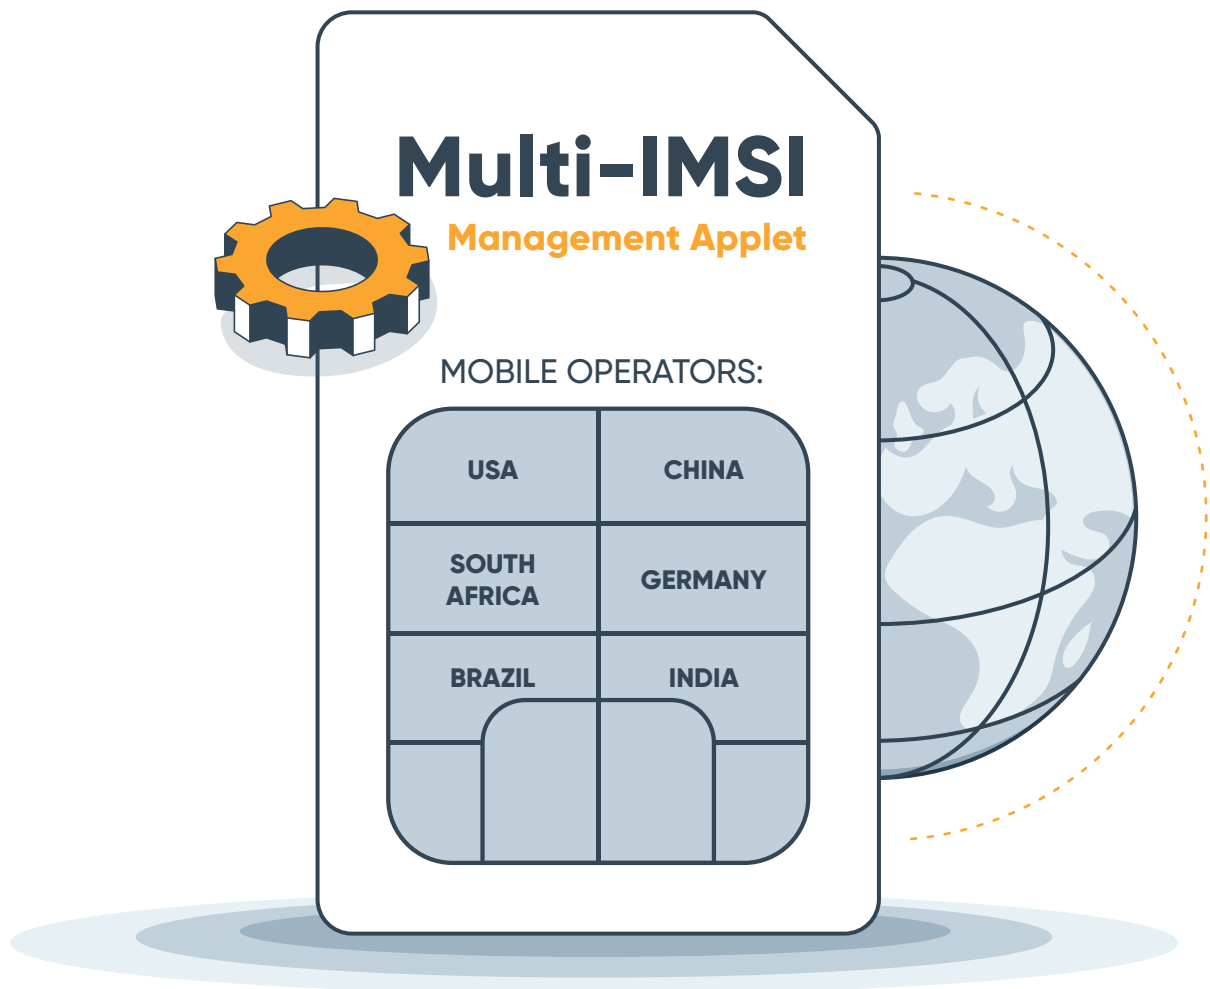 Multi-IMSI
Management Applet
MOBILE OPERATORS:
USA
CHINA
SOUTH
AFRICA
GERMANY
BRAZIL
INDIA